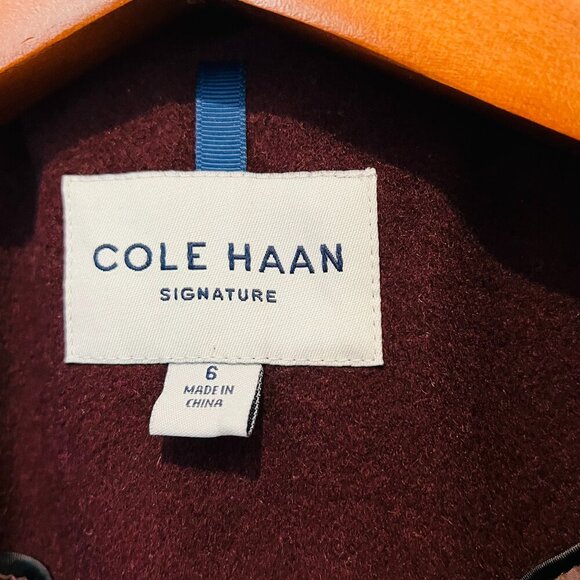 COLE HAAN
SIGNATURE
6
MADE IN
CHINA